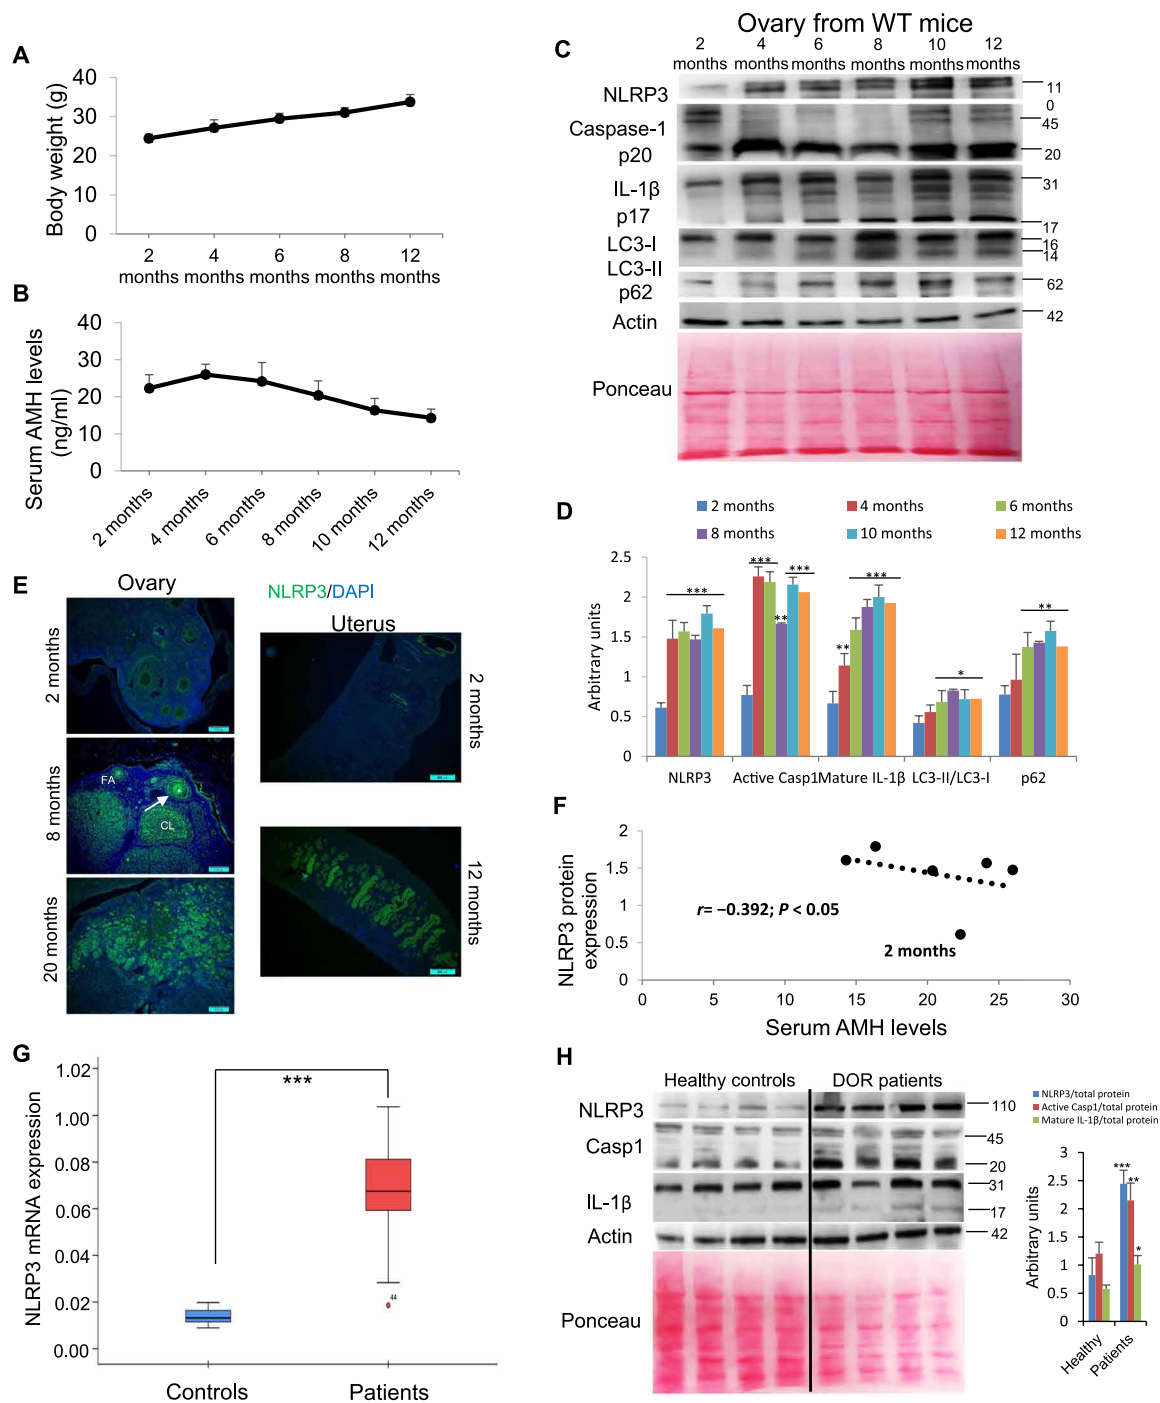 A
Body weight (g)
40
30
20
10
0
2 months
4 months
6 months
8 months
12 months
B
Serum AMH levels (ng/ml)
40
30
20
10
0
2 months
4 months
6 months
8 months
10 months
12 months
C
Ovary from WT mice
2 months
4 months
6 months
8 months
10 months
12 months
NLRP3
Caspase-1
p20
IL-1β
p17
LC3-I
LC3-II
p62
Actin
Ponceau
11
0
45
20
31
17
16
14
62
42
D
2 months
4 months
6 months
8 months
10 months
12 months
Arbitrary units
2.5
2
1.5
1
0.5
0
***
***
**
***
**
***
*
**
NLRP3
Active Casp1
Mature IL-1β
LC3-II/LC3-I
p62
E
Ovary
NLRP3/DAPI
Uterus
2 months
8 months
20 months
FA
CL
2 months
12 months
F
NLRP3 protein expression
2
1.5
1
0.5
0
r= −0.392; P < 0.05
2 months
0
5
10
15
20
25
30
Serum AMH levels
G
NLRP3 mRNA expression
1.02
1.00
0.08
0.06
0.04
0.02
0.00
***
44
Controls
Patients
H
Healthy controls
DOR patients
NLRP3
Casp1
IL-1β
Actin
Ponceau
110
45
20
31
17
42
NLRP3/total protein
Active Casp1/total protein
Mature IL-1β/total protein
Arbitrary units
3
2.5
2
1.5
1
0.5
0
***
**
*
Healthy
Patients